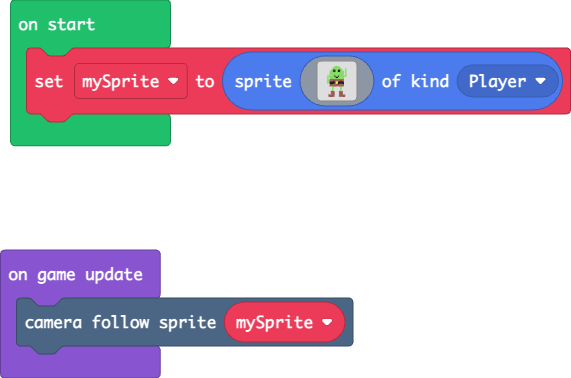 on start
set mySprite to sprite of kind Player
on game update
camera follow sprite mySprite